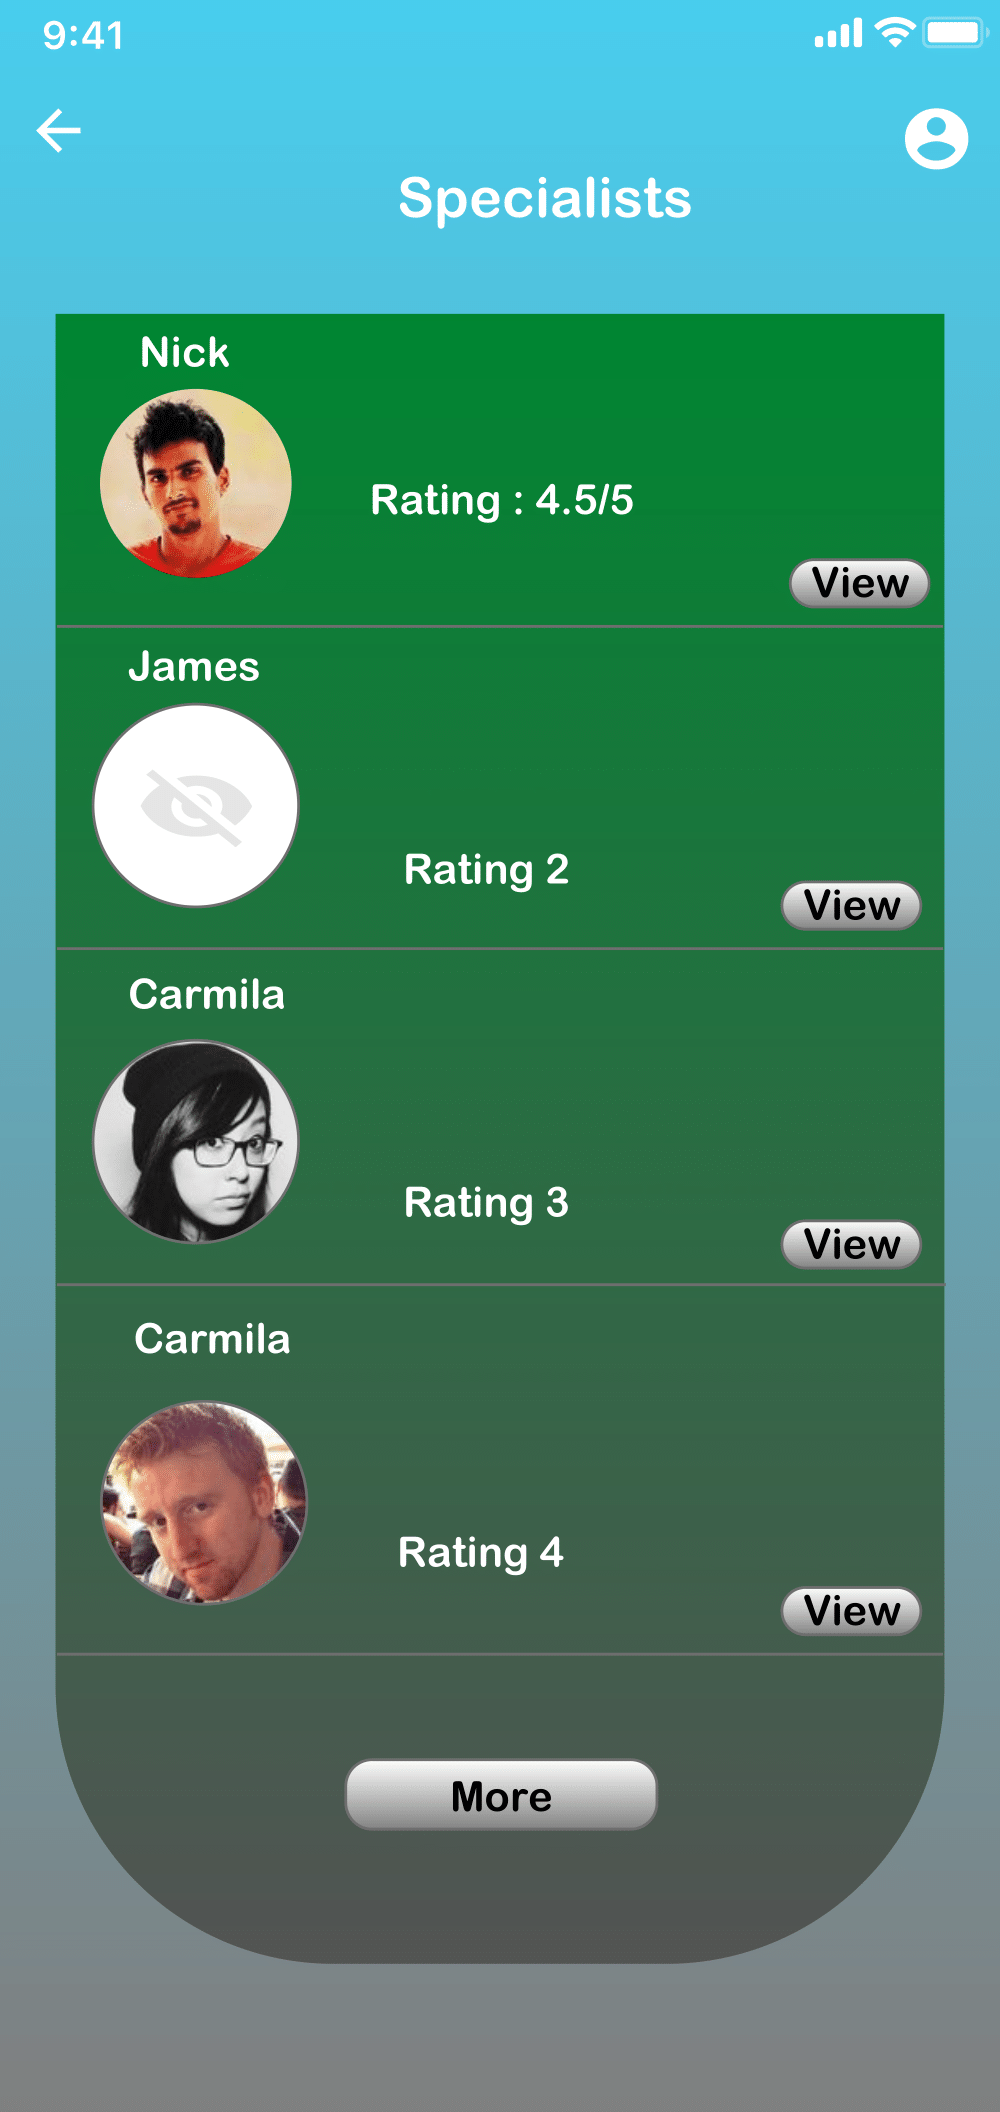 9:41
Specialists
Nick
Rating : 4.5/5
View
James
Rating 2
View
Carmila
Rating 3
View
Carmila
Rating 4
View
More